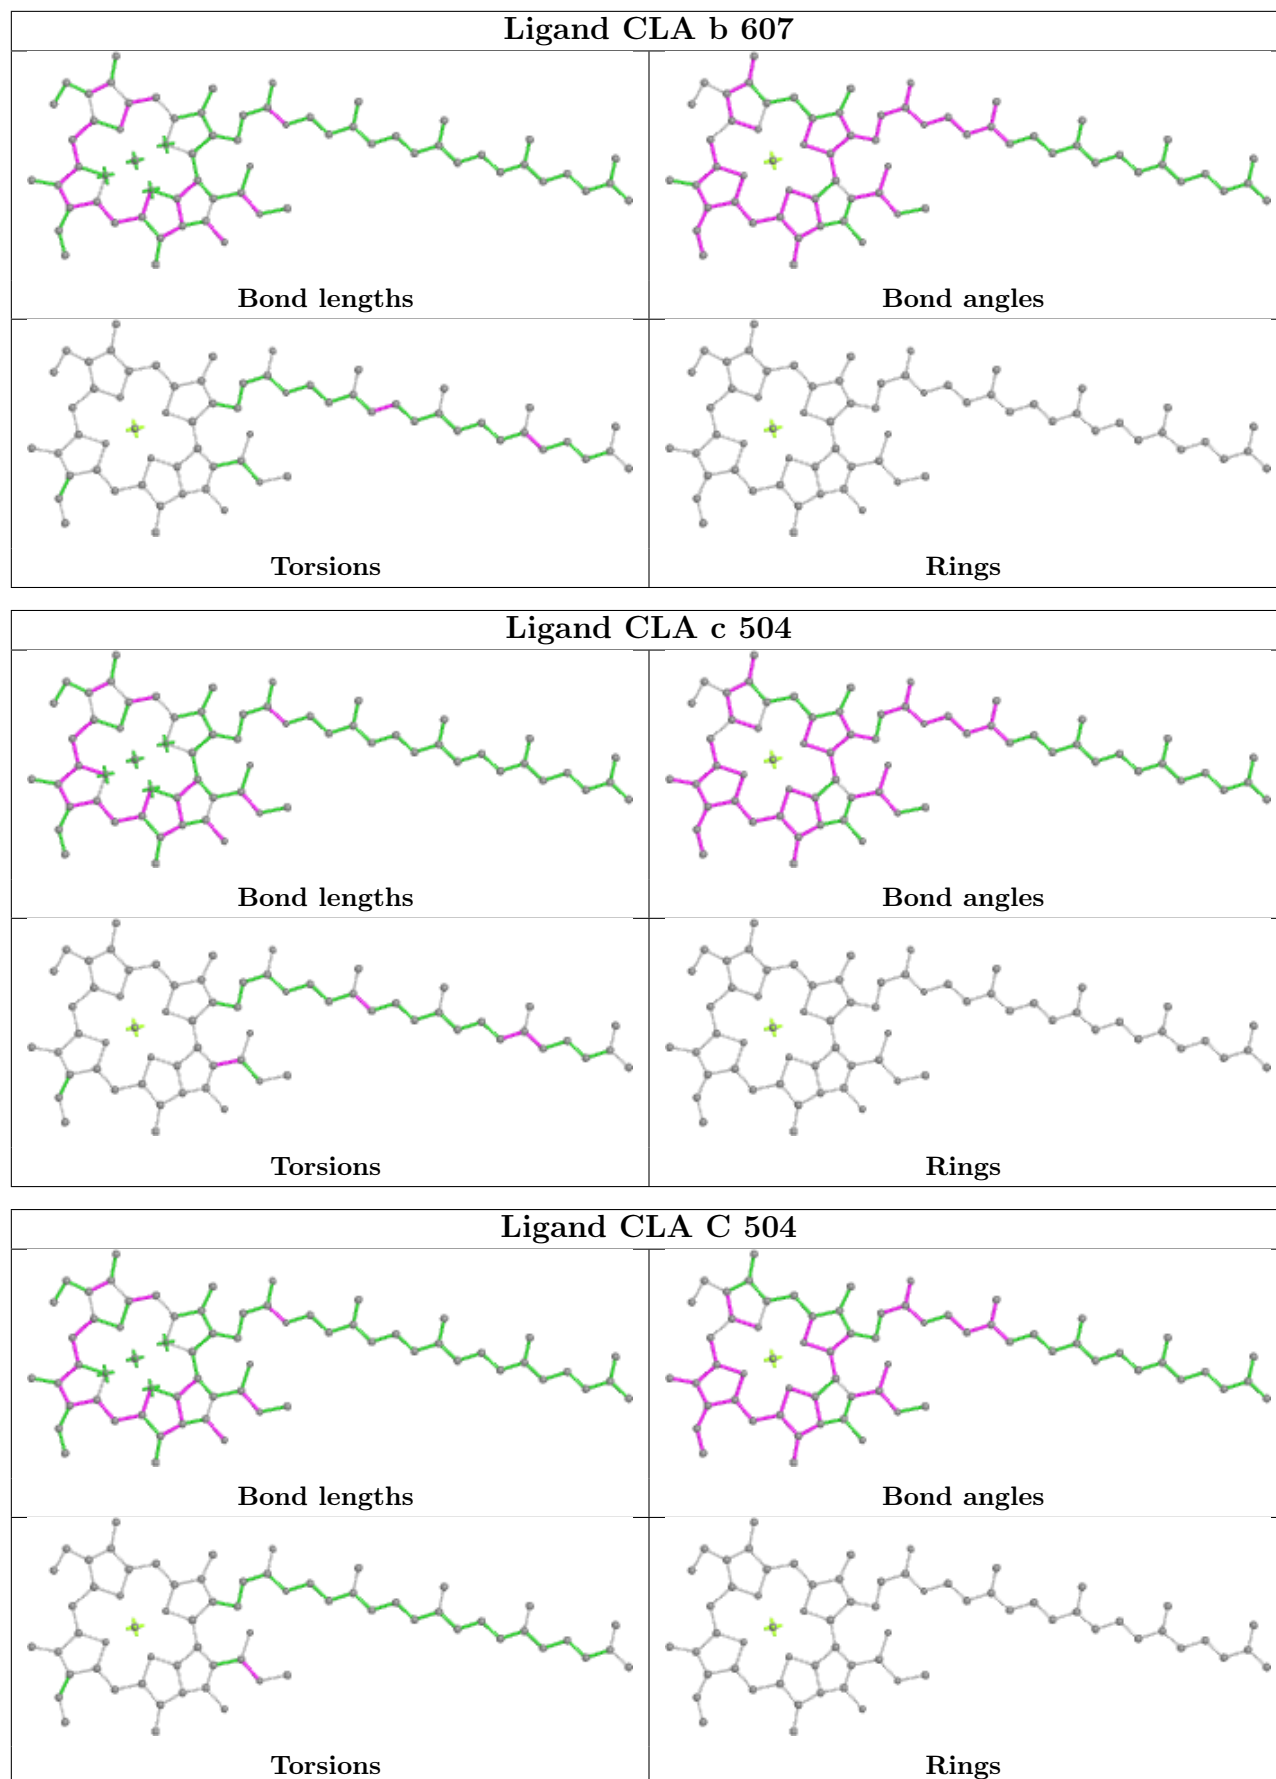 Ligand CLA b 607
Bond lengths
Bond angles
Torsions
Rings
Ligand CLA c 504
Bond lengths
Bond angles
Torsions
Rings
Ligand CLA C 504
Bond lengths
Bond angles
Torsions
Rings